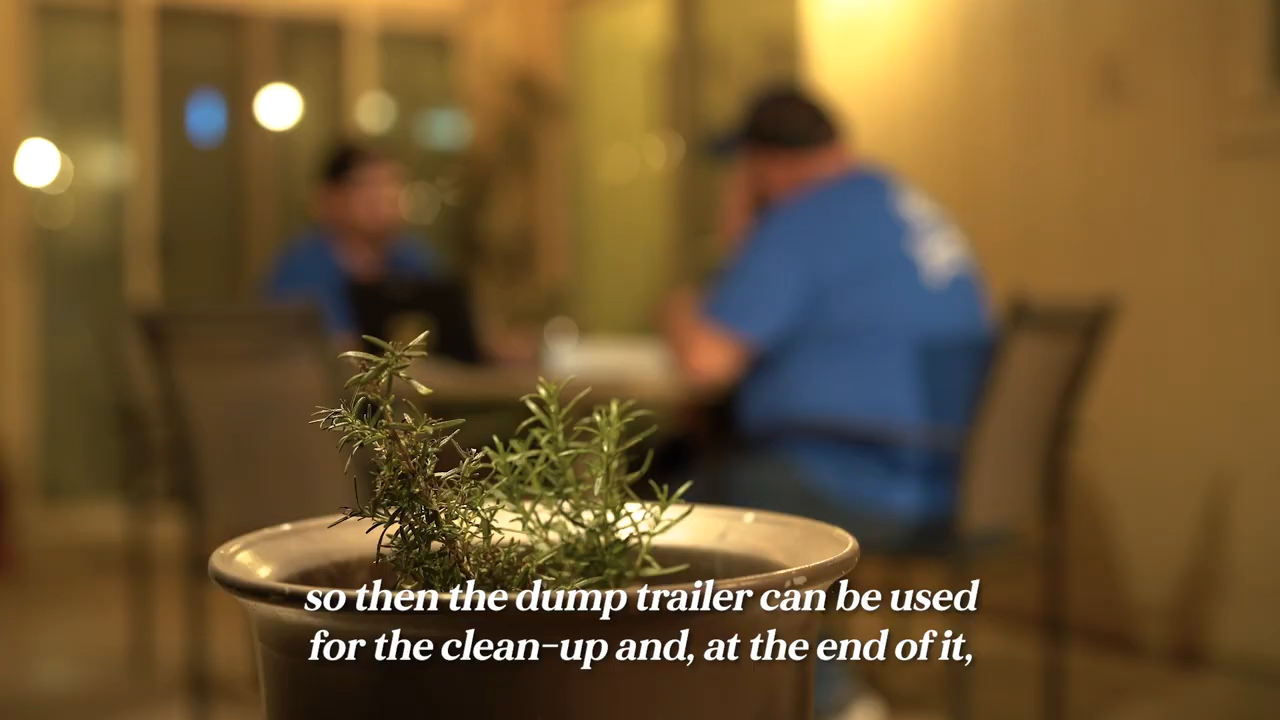 so then the dump trailer can be used
for the clean-up and, at the end of it,